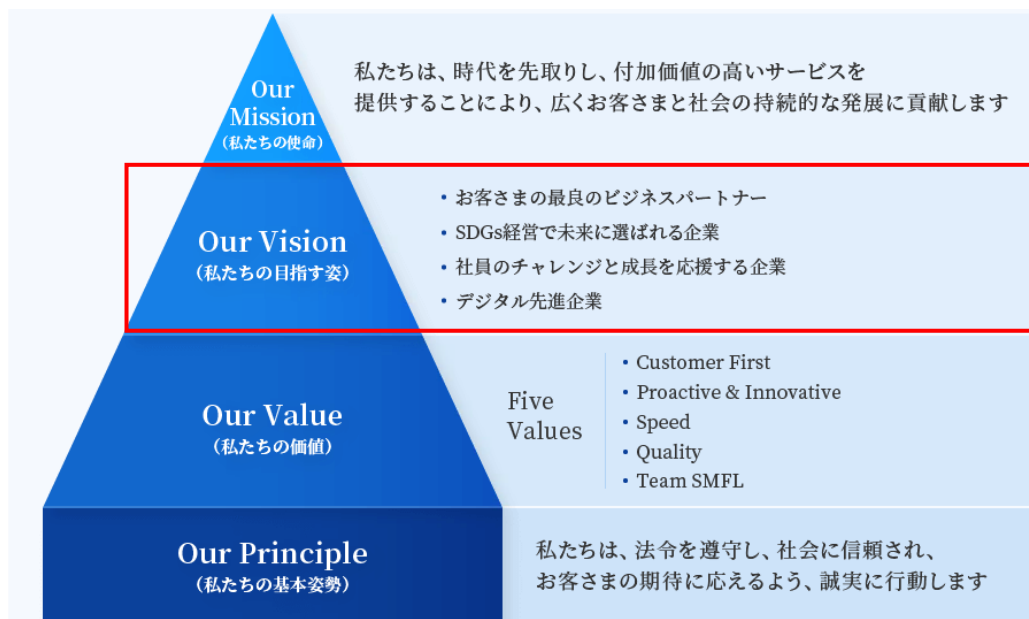 Our
Mission
（私たちの使命）
私たちは、時代を先取りし、付加価値の高いサービスを
提供することにより、広くお客さまと社会の持続的な発展に貢献します
Our Vision
（私たちの目指す姿）
・お客さまの最良のビジネスパートナー
・SDGs経営で未来に選ばれる企業
・社員のチャレンジと成長を応援する企業
・デジタル先進企業
Our Value
（私たちの価値）
Five
Values
・Customer First
・Proactive & Innovative
・Speed
・Quality
・Team SMFL
Our Principle
（私たちの基本姿勢）
私たちは、法令を遵守し、社会に信頼され、
お客さまの期待に応えるよう、誠実に行動します